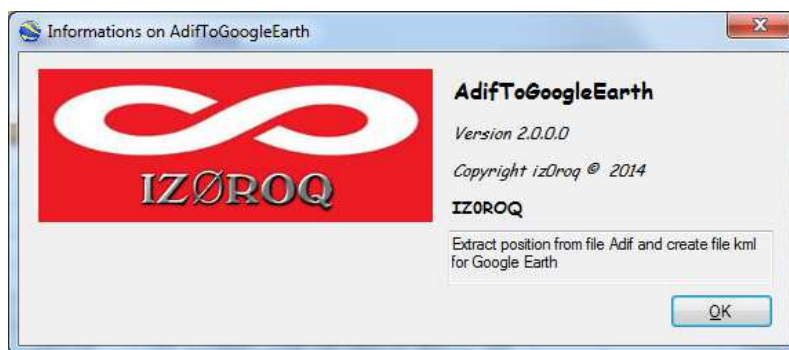 Informations on AdifToGoogleEarth
IZØROQ
AdifToGoogleEarth
Version 2.0.0.0
Copyright iz0roq © 2014
IZ0ROQ
Extract position from file Adif and create file kml
for Google Earth
OK